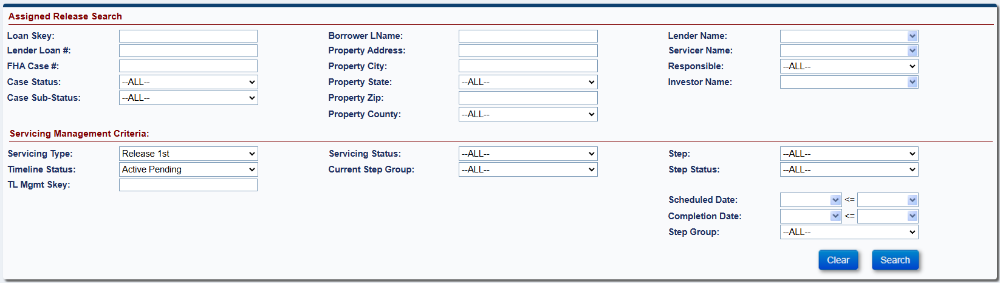 Assigned Release Search
Loan Skey: Borrower LName: Lender Name:
Lender Loan #: Property Address: Servicer Name:
FHA Case #: Property City: Responsible: --ALL--
Case Status: --ALL-- Property State: --ALL-- Investor Name:
Case Sub-Status: --ALL-- Property Zip:
Property County: --ALL--
Servicing Management Criteria:
Servicing Type: Release 1st Servicing Status: --ALL-- Step: --ALL--
Timeline Status: Active Pending Current Step Group: --ALL-- Step Status: --ALL--
TL Mgmt Skey:
Scheduled Date: <=
Completion Date: <=
Step Group: --ALL--
Clear Search